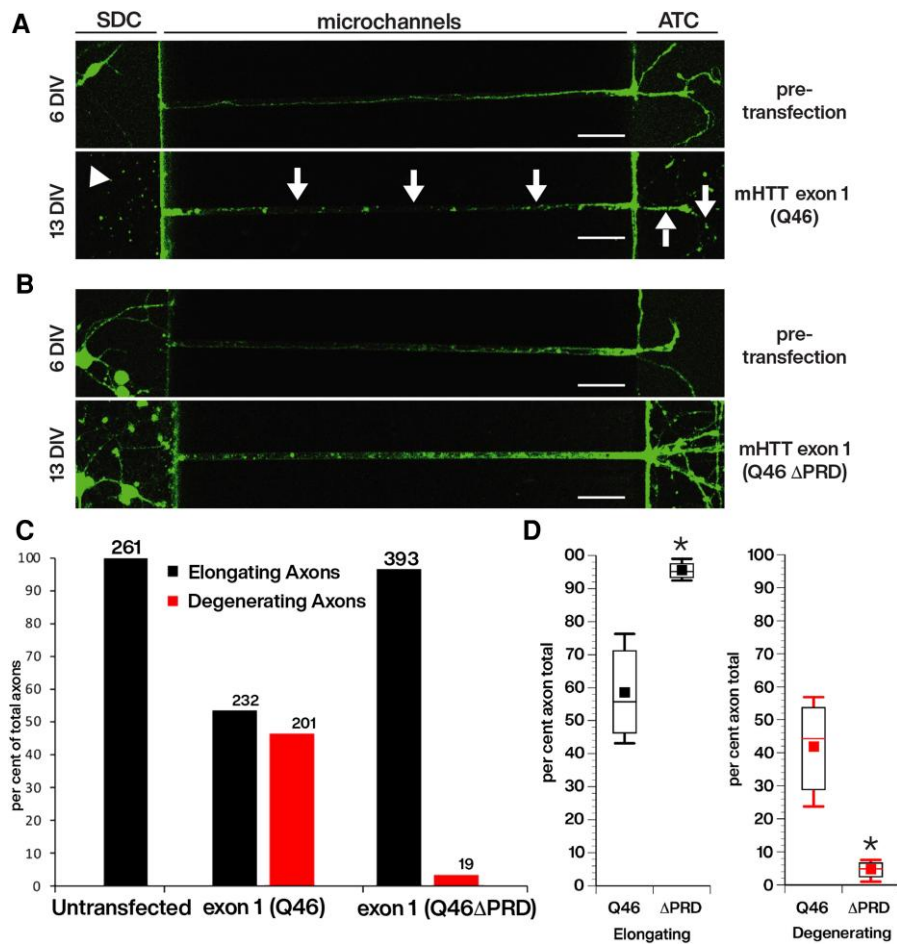 A
SDC
microchannels
ATC
6 DIV
pre-
transfection
13 DIV
mHTT exon 1
(Q46)
B
6 DIV
pre-
transfection
13 DIV
mHTT exon 1
(Q46 ΔPRD)
C
per cent of total axons
100
90
80
70
60
50
40
30
20
10
0
261
232
201
393
19
Elongating Axons
Degenerating Axons
Untransfected
exon 1 (Q46)
exon 1 (Q46ΔPRD)
D
per cent axon total
00
90
80
70
60
50
40
30
20
10
0
*
Q46
ΔPRD
Elongating
per cent axon total
100
90
80
70
60
50
40
30
20
10
0
*
Q46
ΔPRD
Degenerating